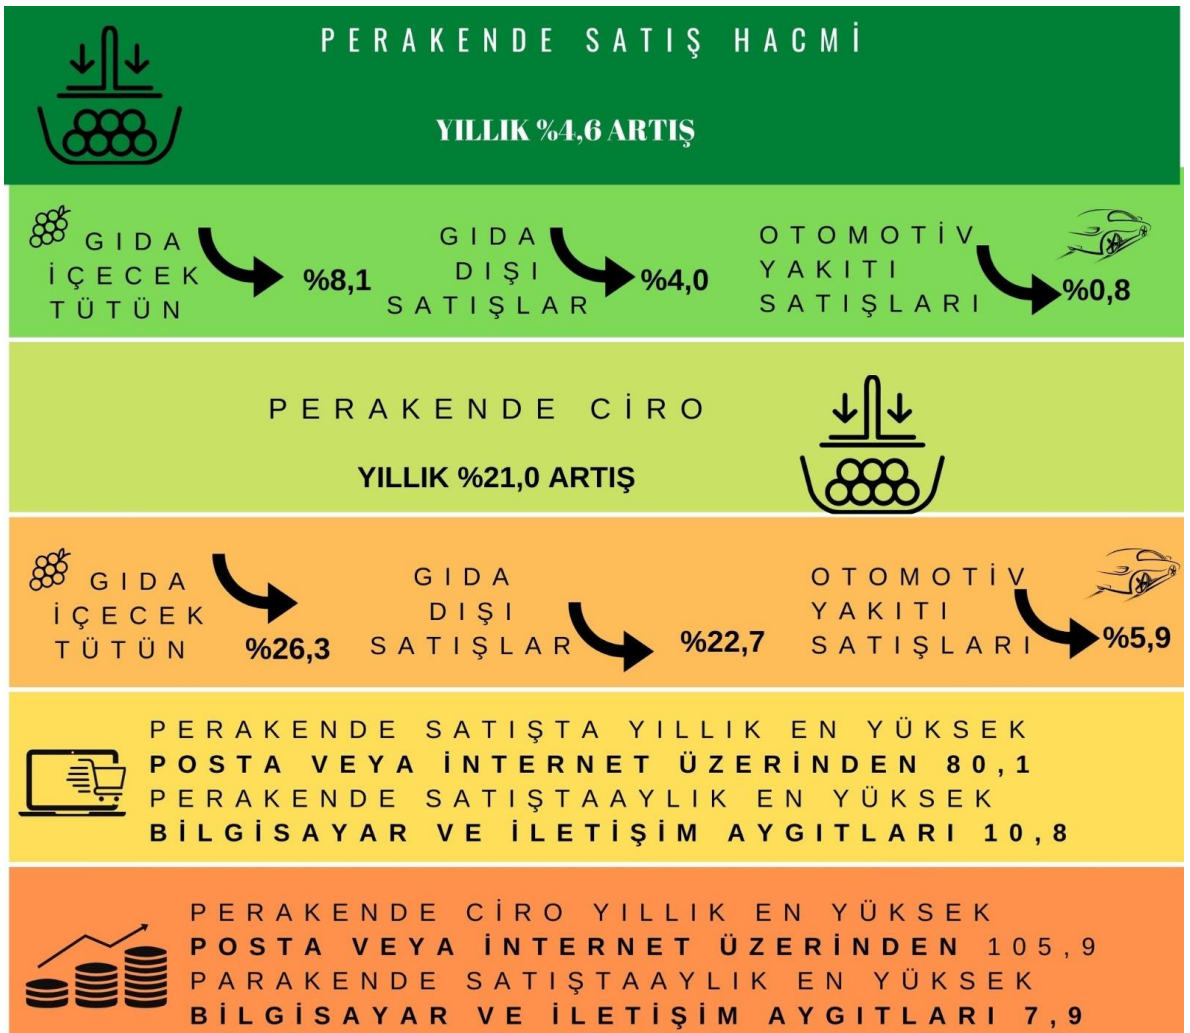 PERAKENDE SATIŞ HACMİ
YILLIK %4,6 ARTIŞ
GIDA
İÇECEK
TÜTÜN
%8,1
GIDA
DIŞI
SATIŞLAR
%4,0
OTOMOTİV
YAKITI
SATIŞLARI
%0,8
PERAKENDE CİRO
YILLIK %21,0 ARTIŞ
GIDA
İÇECEK
TÜTÜN
%26,3
GIDA
DIŞI
SATIŞLAR
%22,7
OTOMOTİV
YAKITI
SATIŞLARI
%5,9
PERAKENDE SATIŞTA YILLIK EN YÜKSEK
POSTA VEYA İNTERNET ÜZERİNDEN 80,1
PERAKENDE SATIŞTAAYLIK EN YÜKSEK
BİLGİSAYAR VE İLETİŞİM AYGITLARI 10,8
PERAKENDE CİRO YILLIK EN YÜKSEK
POSTA VEYA İNTERNET ÜZERİNDEN 105,9
PARAKENDE SATIŞTAAYLIK EN YÜKSEK
BİLGİSAYAR VE İLETİŞİM AYGITLARI 7,9